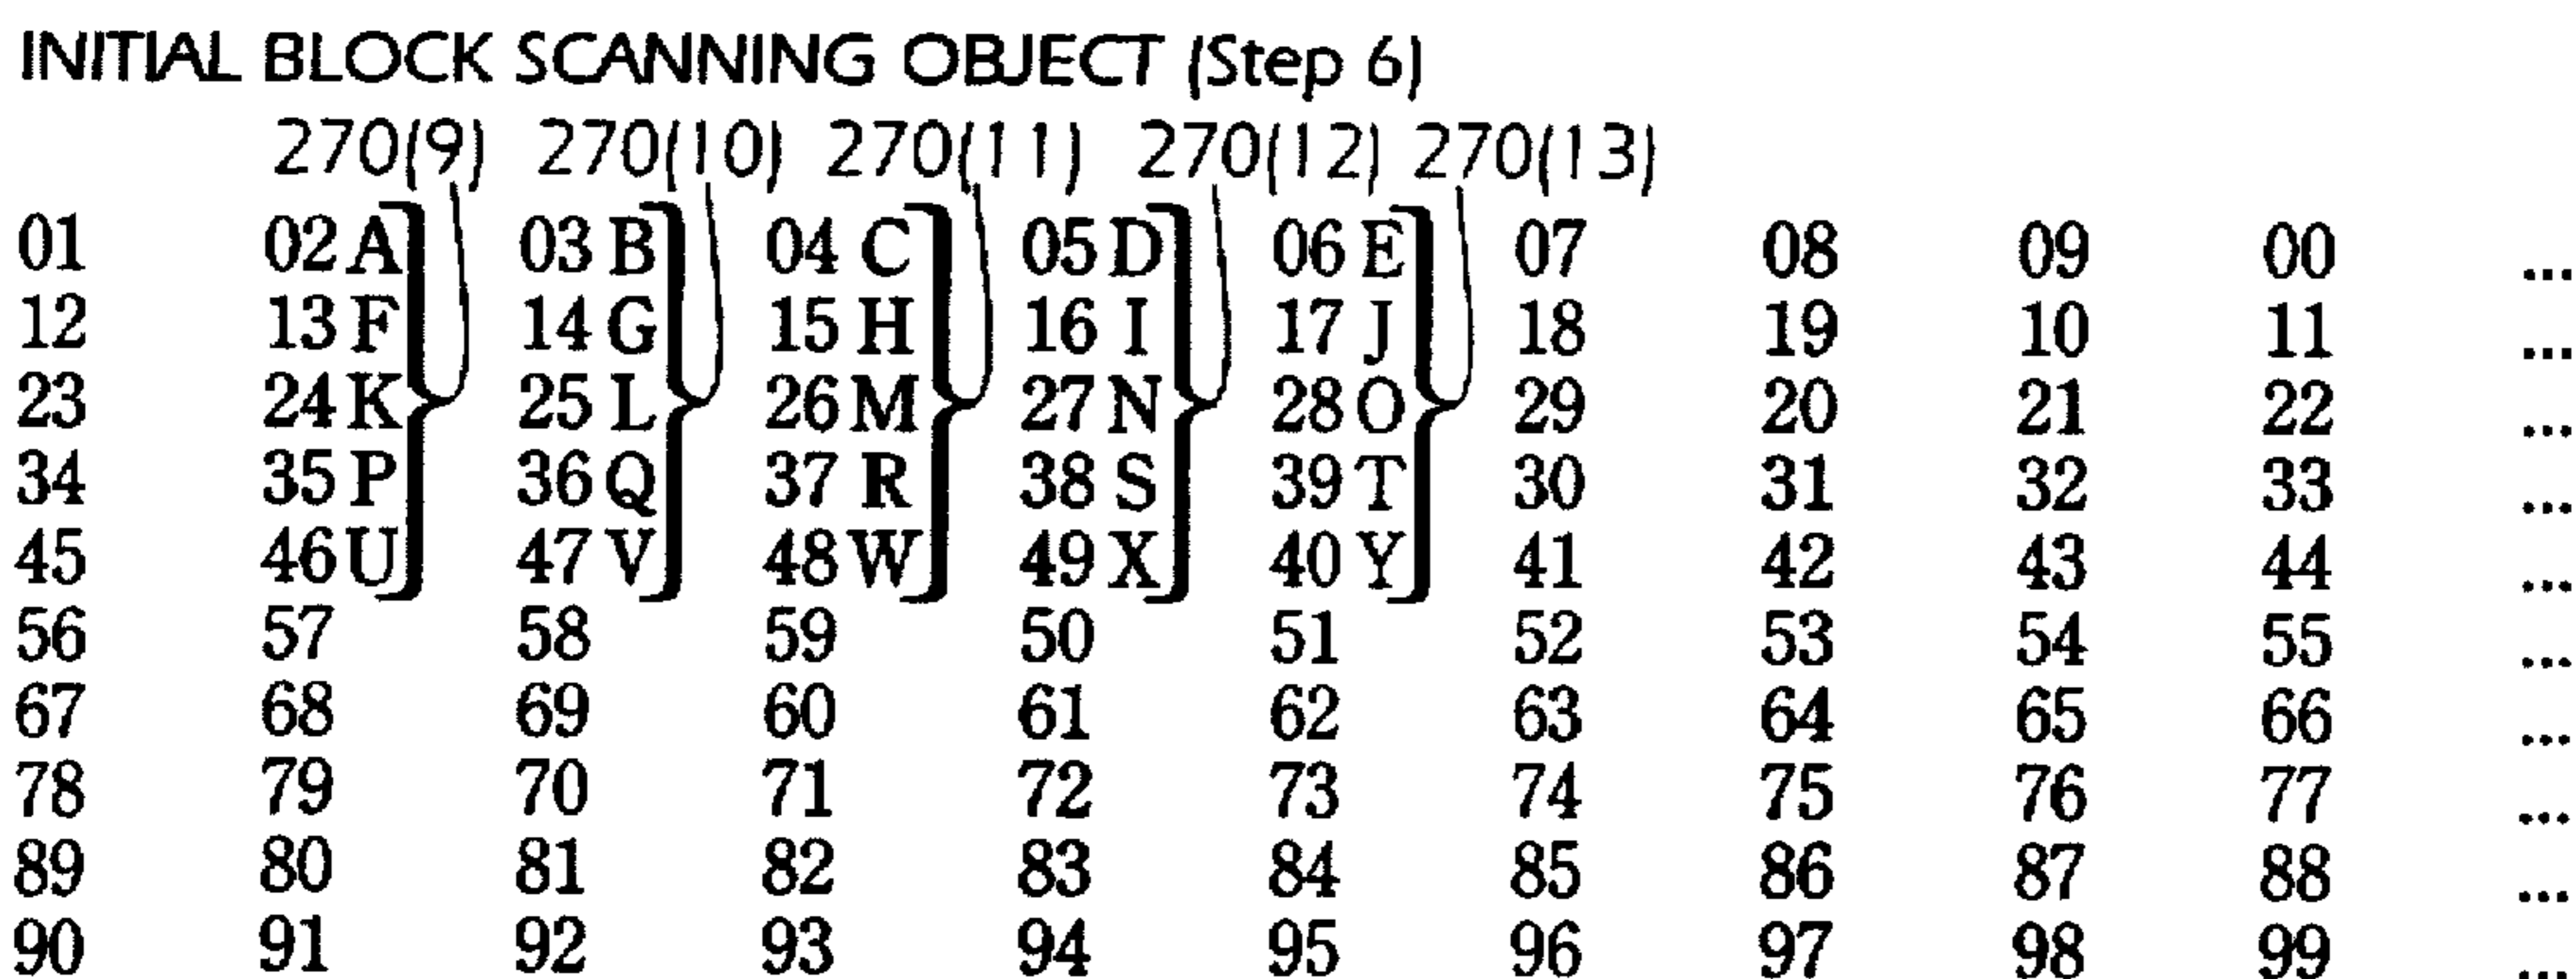 INITIAL BLOCK SCANNING OBJECT (Step 6)
270(9) 270(10) 270(11) 270(12) 270(13)
01 02 A 03 B 04 C 05 D 06 E 07 08 09 00 ...
12 13 F 14 G 15 H 16 I 17 J 18 19 10 11 ...
23 24 K 25 L 26 M 27 N 28 O 29 20 21 22 ...
34 35 P 36 Q 37 R 38 S 39 T 30 31 32 33 ...
45 46 U 47 V 48 W 49 X 40 Y 41 42 43 44 ...
56 57 58 59 50 51 52 53 54 55 ...
67 68 69 60 61 62 63 64 65 66 ...
78 79 70 71 72 73 74 75 76 77 ...
89 80 81 82 83 84 85 86 87 88 ...
90 91 92 93 94 95 96 97 98 99 ...